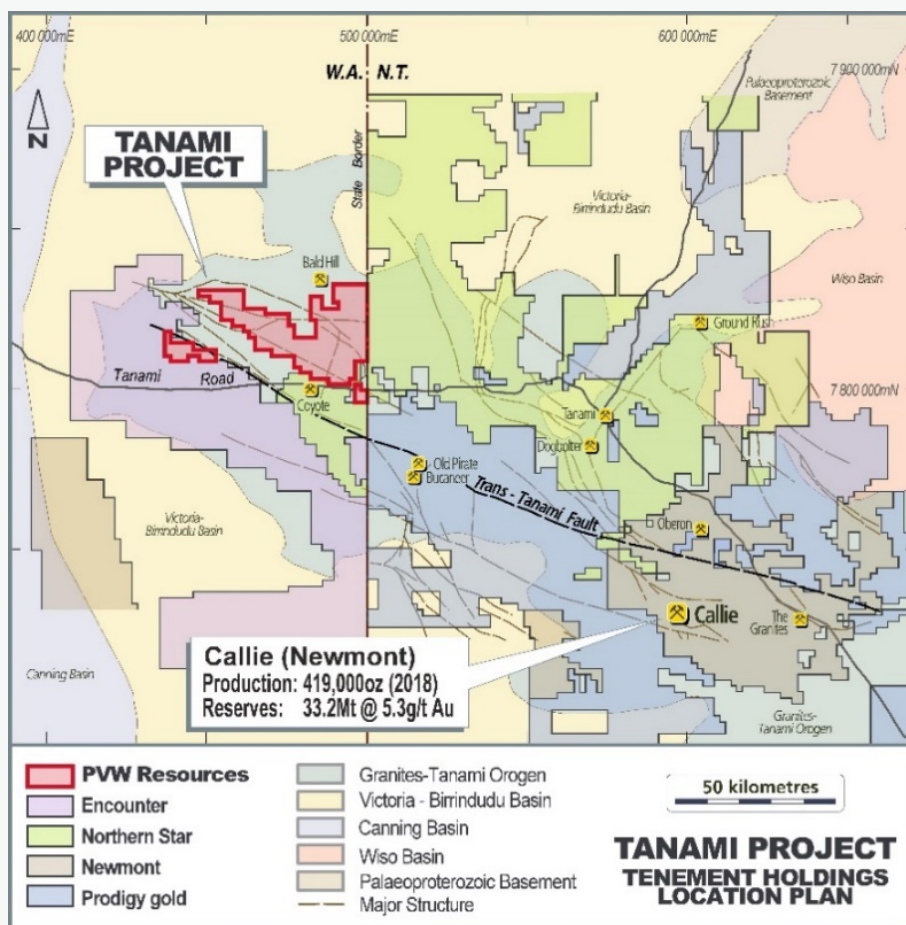 400 000mE
500 000mE
600 000mE
W.A. N.T.
7 900 000mN
Palaeoproterozoic
Basement
N
TANAMI
PROJECT
State Border
Victoria-
Birrindudu Basin
Bald Hill
Wiso Basin
Ground Rush
Tanami Road
7 800 000mN
Coyote
Tanami
Dogbolter
Old Pirate
Bucaneer
Trans - Tanami Fault
Oberon
Victoria-
Birrindudu Basin
Callie
The
Granites
Callie (Newmont)
Production: 419,000oz (2018)
Reserves: 33.2Mt @ 5.3g/t Au
Canning Basin
Granites-
Tanami Orogen
PVW Resources
Encounter
Northern Star
Newmont
Prodigy gold
Granites-Tanami Orogen
Victoria - Birrindudu Basin
Canning Basin
Wiso Basin
Palaeoproterozoic Basement
Major Structure
50 kilometres
TANAMI PROJECT
TENEMENT HOLDINGS
LOCATION PLAN